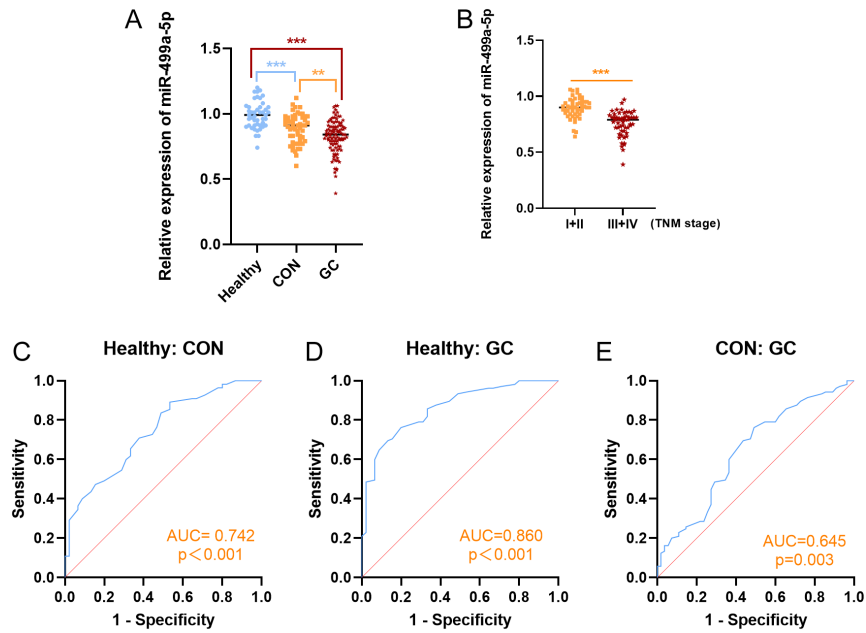 A
Relative expression of miR-499a-5p
1.5
1.0
0.5
0.0
***
***
**
Healthy
CON
GC
B
Relative expression of miR-499a-5p
1.5
1.0
0.5
0.0
***
I+II
III+IV
(TNM stage)
C
Healthy: CON
Sensitivity
1.0
0.8
0.6
0.4
0.2
0.0
AUC= 0.742
p<0.001
0.0 0.2 0.4 0.6 0.8 1.0
1 - Specificity
D
Healthy: GC
Sensitivity
1.0
0.8
0.6
0.4
0.2
0.0
AUC=0.860
p<0.001
0.0 0.2 0.4 0.6 0.8 1.0
1 - Specificity
E
CON: GC
Sensitivity
1.0
0.8
0.6
0.4
0.2
0.0
AUC=0.645
p=0.003
0.0 0.2 0.4 0.6 0.8 1.0
1 - Specificity